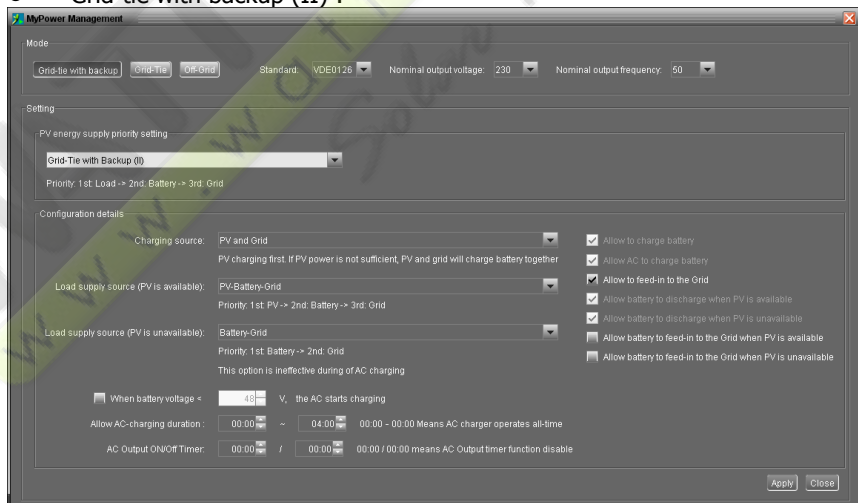 Grid-tie with backup (II) :
MyPower Management
Mode
Grid-tie with backup Grid-Tie Off-Grid Standard: VDE0126 Nominal output voltage: 230 Nominal output frequency: 50
Setting
PV energy supply priority setting
Grid-Tie with Backup (II)
Priority: 1st: Load -> 2nd: Battery -> 3rd: Grid
Configuration details
Charging source: PV and Grid
PV charging first. If PV power is not sufficient, PV and grid will charge battery together
Load supply source (PV is available): PV-Battery-Grid
Priority: 1st: PV -> 2nd: Battery -> 3rd: Grid
Load supply source (PV is unavailable): Battery-Grid
Priority: 1st: Battery -> 2nd: Grid
This option is ineffective during of AC charging
When battery voltage < 48 V, the AC starts charging
Allow AC-charging duration : 00:00 ~ 04:00 00:00 - 00:00 Means AC charger operates all-time
AC Output ON/Off Timer: 00:00 / 00:00 00:00 / 00:00 means AC Output timer function disable
Allow to charge battery
Allow AC to charge battery
Allow to feed-in to the Grid
Allow battery to discharge when PV is available
Allow battery to discharge when PV is unavailable
Allow battery to feed-in to the Grid when PV is available
Allow battery to feed-in to the Grid when PV is unavailable
Apply Close